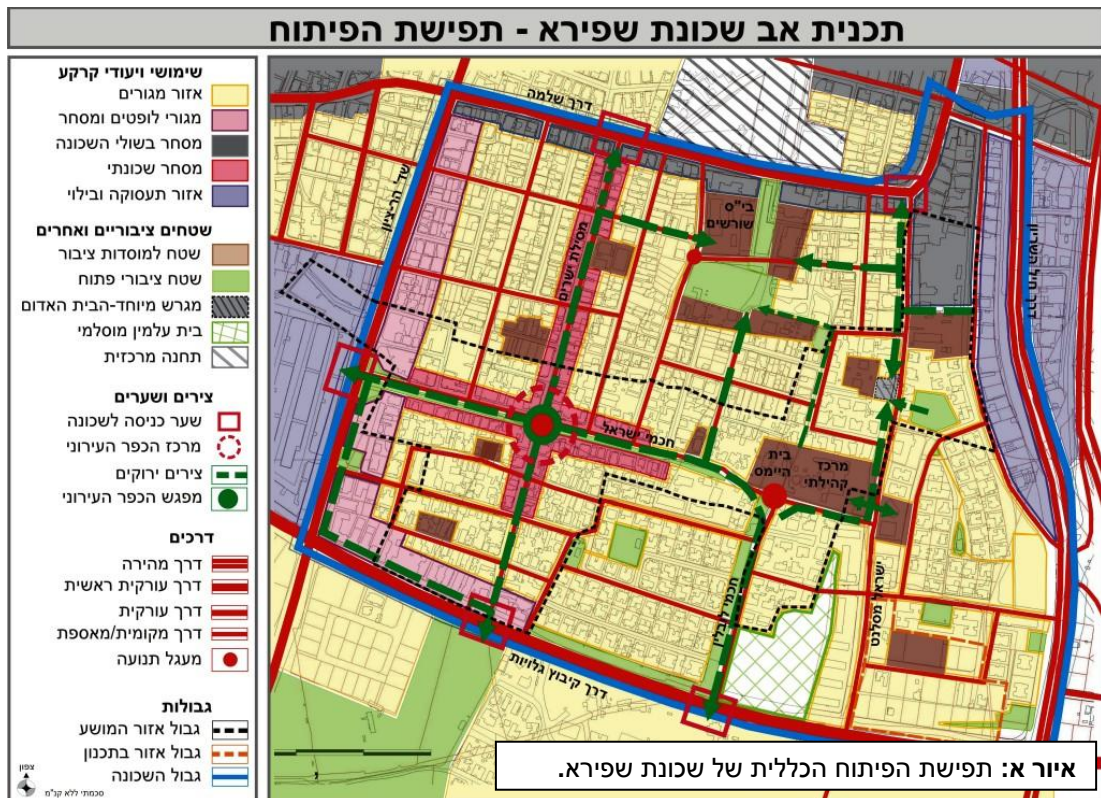 תכנית אב שכונת שפירא - תפישת הפיתוח
שימושי ויעודי קרקע
אזור מגורים
מגורי לופטים ומסחר
מסחר בשולי השכונה
מסחר שכונתי
אזור תעסוקה ובילוי
שטחים ציבוריים ואחרים
שטח למוסדות ציבור
שטח ציבורי פתוח
מגרש מיוחד-הבית האדום
בית עלמין מוסלמי
תחנה מרכזית
צירים ושערים
שער כניסה לשכונה
מרכז הכפר העירוני
צירים ירוקים
מפגש הכפר העירוני
דרכים
דרך מהירה
דרך עורקית ראשית
דרך עורקית
דרך מקומית/מאספת
מעגל תנועה
גבולות
גבול אזור המושע
גבול אזור בתכנון
גבול השכונה
צפון
סכמתי ללא קנ"מ
דרך שלמה
שד' הר ציון
מסילת ישרים
בי"ס
שורשים
חכמי ישראל
בית
היימס
מרכז
קהילתי
חכמי לובלין
ישראל מסלנט
דרך קיבוץ גלויות
איור א: תפישת הפיתוח הכללית של שכונת שפירא.